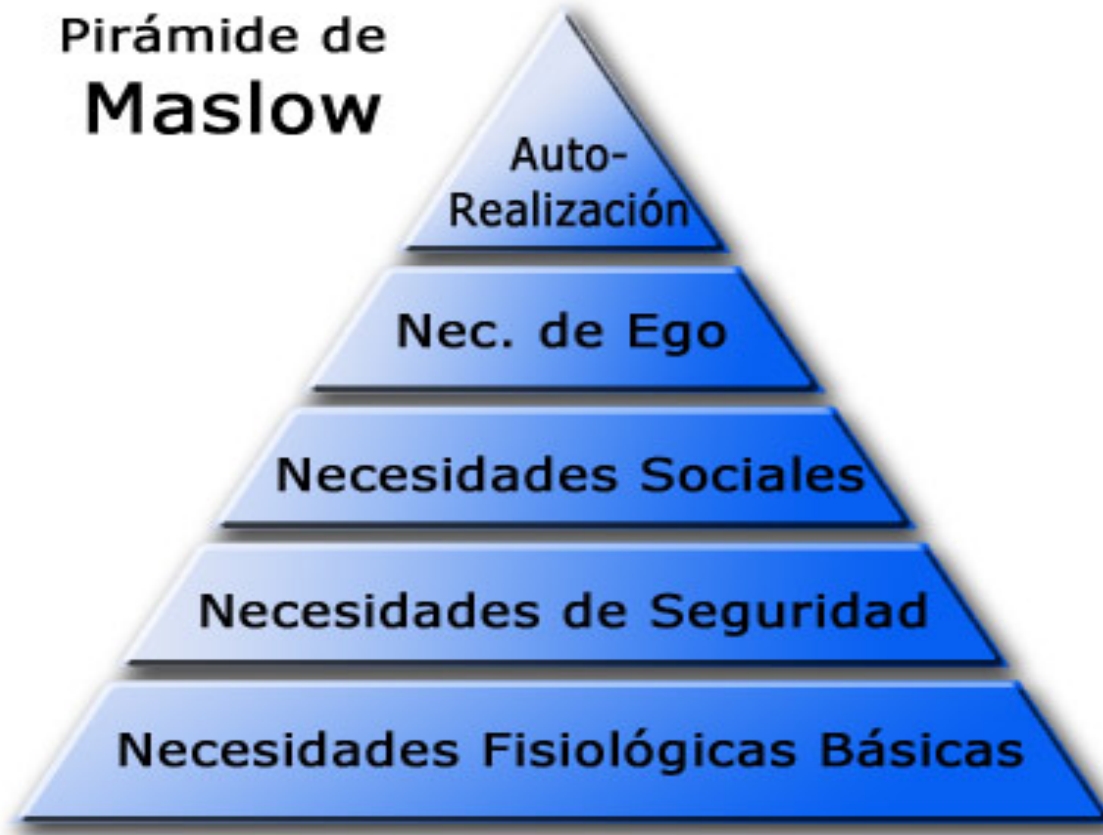 Pirámide de
Maslow
Auto-
Realización
Nec. de Ego
Necesidades Sociales
Necesidades de Seguridad
Necesidades Fisiológicas Básicas